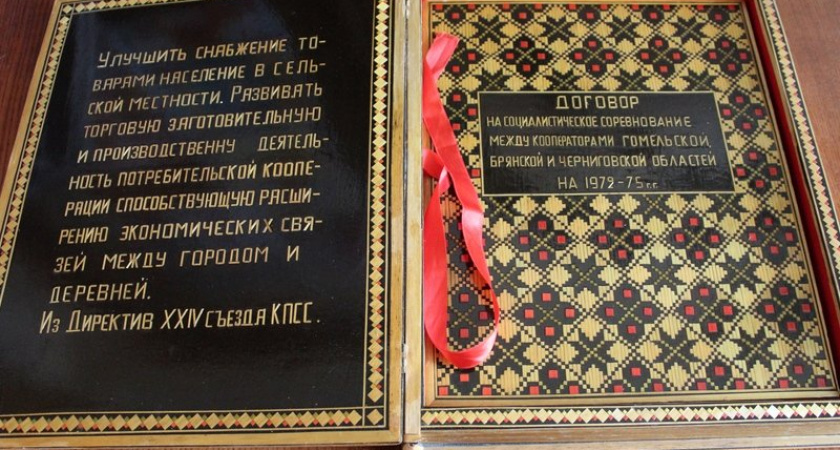 Улучшить снабжение то-
варами население в сель-
ской местности. Развивать
торговую заготовительную
и производственну деятель-
ность потребительской коопе-
рации способствующую расши-
рению экономических свя-
зей между городом и
деревней.
Из Директив XXIV съезда КПСС.
ДОГОВОР
НА СОЦИАЛИСТИЧЕСКОЕ СОРЕВНОВАНИЕ
МЕЖДУ КООПЕРАТОРАМИ ГОМЕЛЬСКОЙ,
БРЯНСКОЙ И ЧЕРНИГОВСКОЙ ОБЛАСТЕЙ
НА 1972-75 г.г.